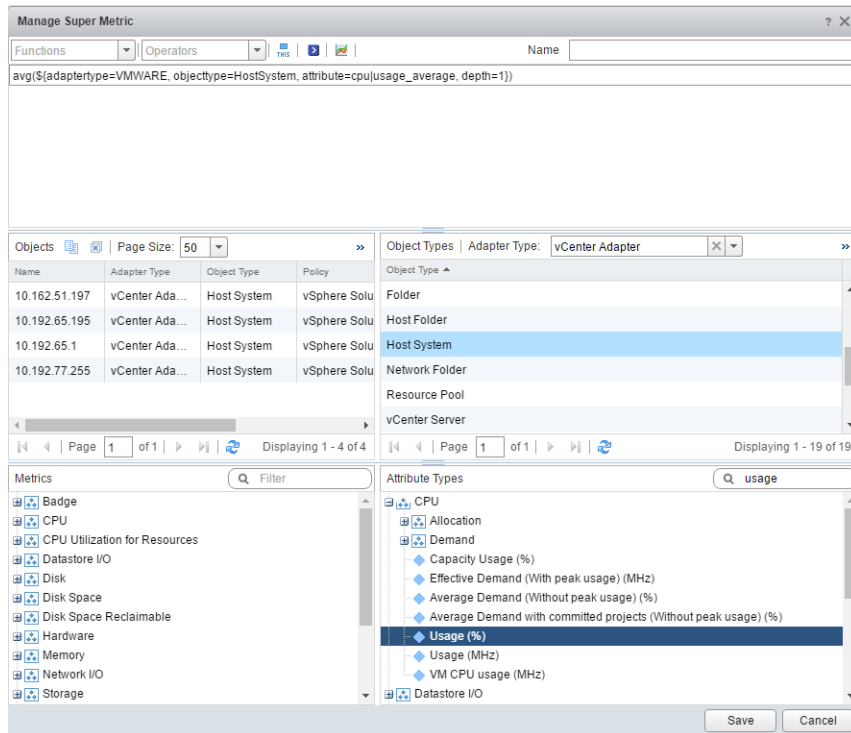 Manage Super Metric ?
Functions Operators THIS Name
avg(${adaptertype=VMWARE, objecttype=HostSystem, attribute=cpu|usage_average, depth=1})
Objects Page Size: 50 »
Name Adapter Type Object Type Policy
10.162.51.197 vCenter Ada... Host System vSphere Solu
10.192.65.195 vCenter Ada... Host System vSphere Solu
10.192.65.1 vCenter Ada... Host System vSphere Solu
10.192.77.255 vCenter Ada... Host System vSphere Solu
Page 1 of 1 Displaying 1 - 4 of 4
Object Types Adapter Type: vCenter Adapter »
Object Type
Folder
Host Folder
Host System
Network Folder
Resource Pool
vCenter Server
Page 1 of 1 Displaying 1 - 19 of 19
Metrics Filter
Badge
CPU
CPU Utilization for Resources
Datastore I/O
Disk
Disk Space
Disk Space Reclaimable
Hardware
Memory
Network I/O
Storage
Attribute Types usage
CPU
Allocation
Demand
Capacity Usage (%)
Effective Demand (With peak usage) (MHz)
Average Demand (Without peak usage) (%)
Average Demand with committed projects (Without peak usage) (%)
Usage (%)
Usage (MHz)
VM CPU usage (MHz)
Datastore I/O
Save Cancel